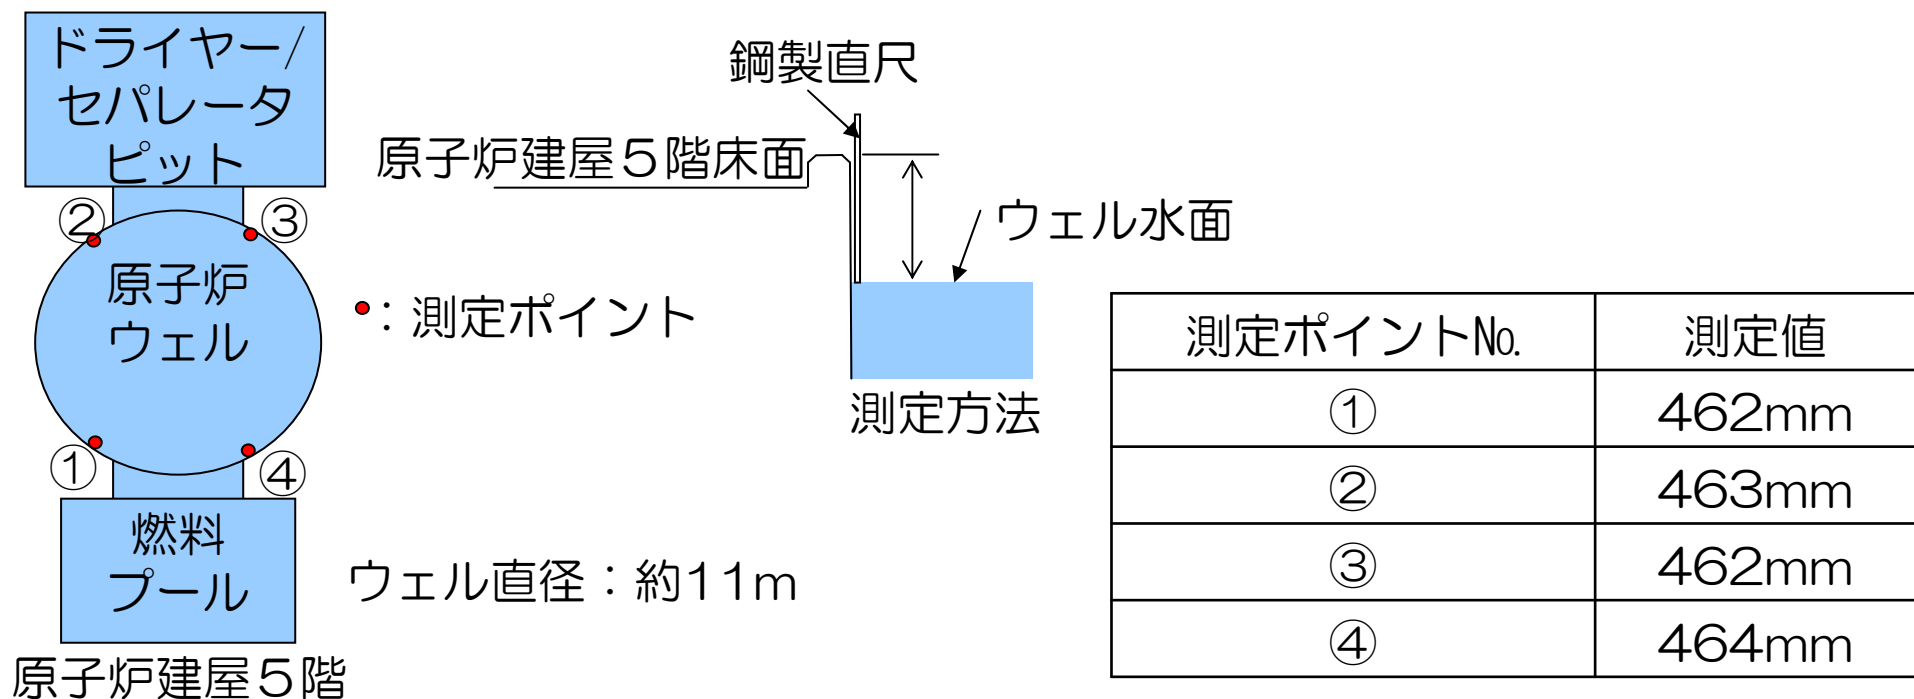 ドライヤー/
セパレータ
ピット
②
③
原子炉
ウェル
①
④
燃料
プール
原子炉建屋５階
●：測定ポイント
ウェル直径：約11m
鋼製直尺
原子炉建屋５階床面
ウェル水面
測定方法
測定ポイント№ 測定値
① 462mm
② 463mm
③ 462mm
④ 464mm